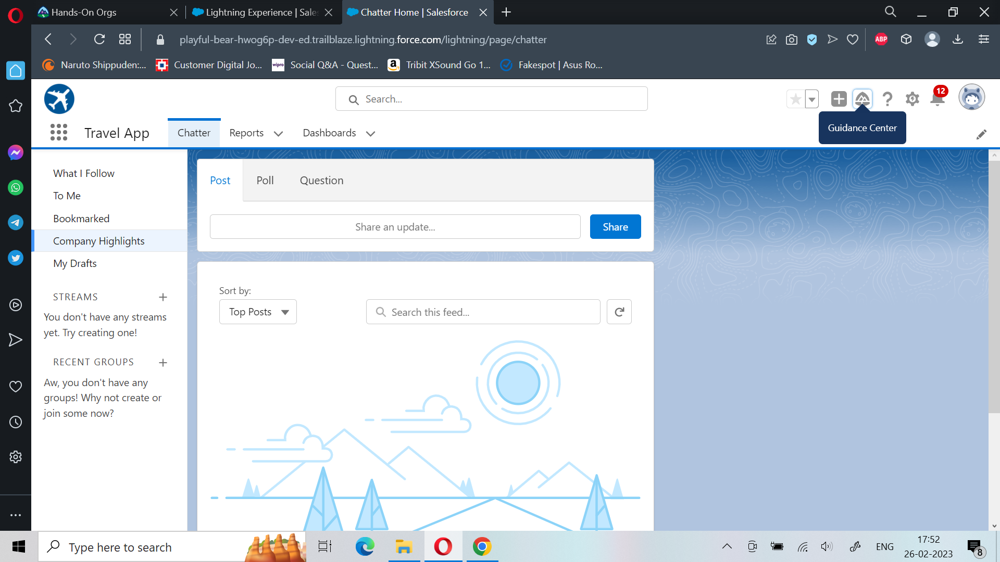 Hands-On Orgs
Lightning Experience | Sales
Chatter Home | Salesforce
playful-bear-hwog6p-dev-ed.trailblaze.lightning.force.com/lightning/page/chatter
ABP
Naruto Shippuden:...
Customer Digital Jo...
wipro
Social Q&A - Quest...
a
Tribit XSound Go 1...
Fakespot | Asus Ro...
Search...
12
Travel App
Chatter
Reports
Dashboards
Guidance Center
What I Follow
To Me
Bookmarked
Company Highlights
My Drafts
STREAMS
You don't have any streams
yet. Try creating one!
RECENT GROUPS
Aw, you don't have any
groups! Why not create or
join some now?
Post
Poll
Question
Share an update...
Share
Sort by:
Top Posts
Search this feed...
Type here to search
ENG
17:52
26-02-2023
8